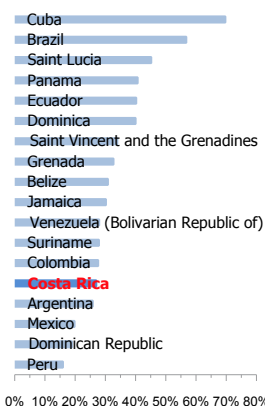 Cuba
Brazil
Saint Lucia
Panama
Ecuador
Dominica
Saint Vincent and the Grenadines
Grenada
Belize
Jamaica
Venezuela (Bolivarian Republic of)
Suriname
Colombia
Costa Rica
Argentina
Mexico
Dominican Republic
Peru
0% 10% 20% 30% 40% 50% 60% 70% 80%